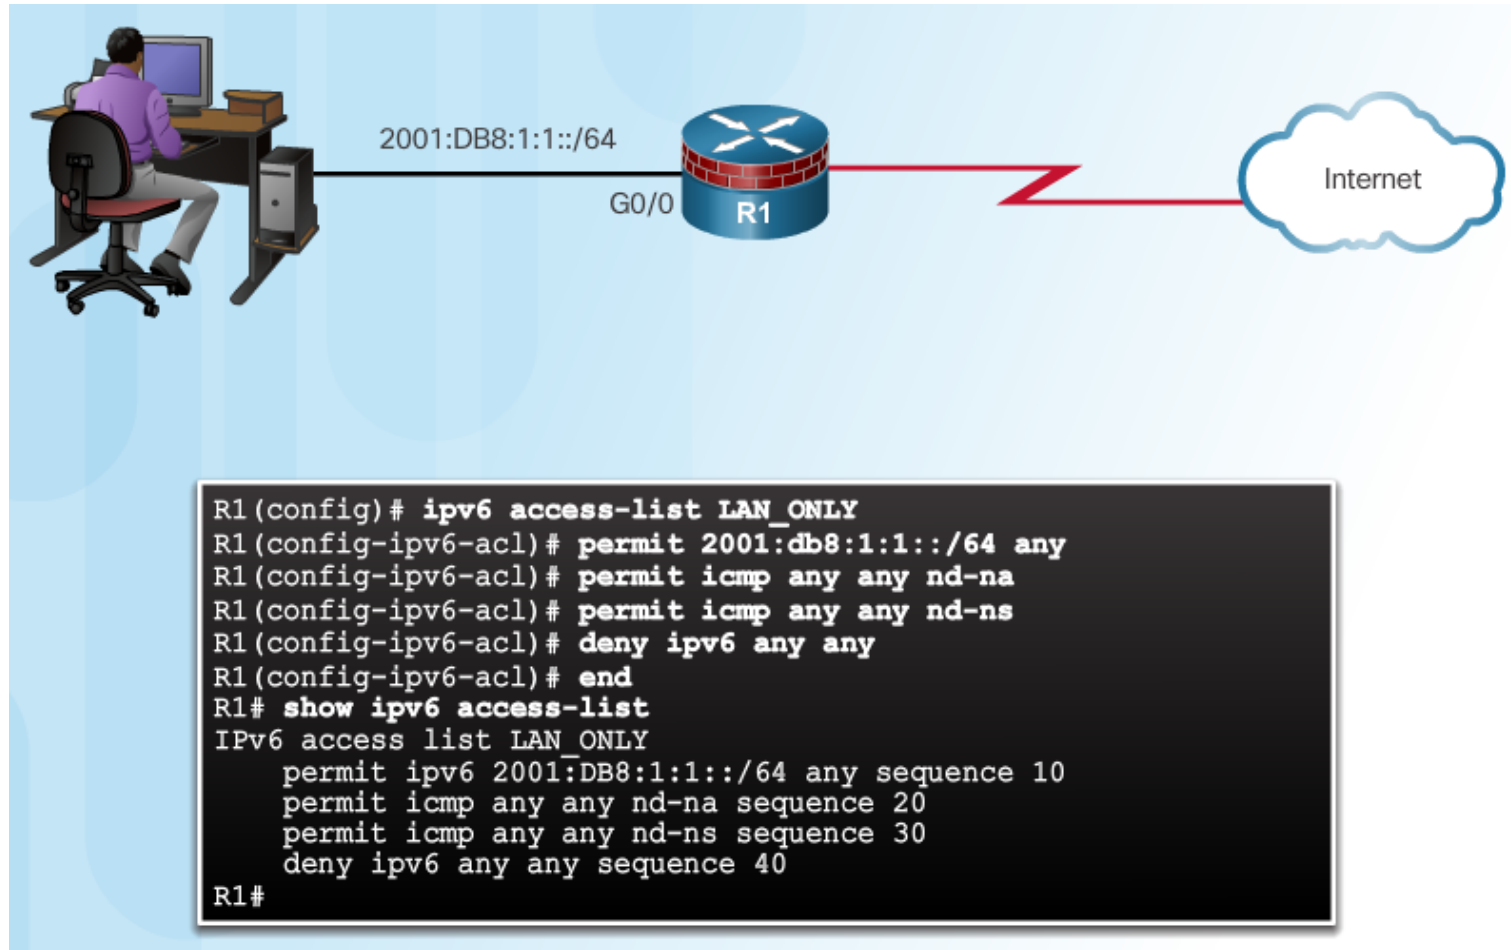 2001:DB8:1:1::/64
G0/0
R1
Internet
R1(config)# ipv6 access-list LAN_ONLY
R1(config-ipv6-acl)# permit 2001:db8:1:1::/64 any
R1(config-ipv6-acl)# permit icmp any any nd-na
R1(config-ipv6-acl)# permit icmp any any nd-ns
R1(config-ipv6-acl)# deny ipv6 any any
R1(config-ipv6-acl)# end
R1# show ipv6 access-list
IPv6 access list LAN_ONLY
    permit ipv6 2001:DB8:1:1::/64 any sequence 10
    permit icmp any any nd-na sequence 20
    permit icmp any any nd-ns sequence 30
    deny ipv6 any any sequence 40
R1#